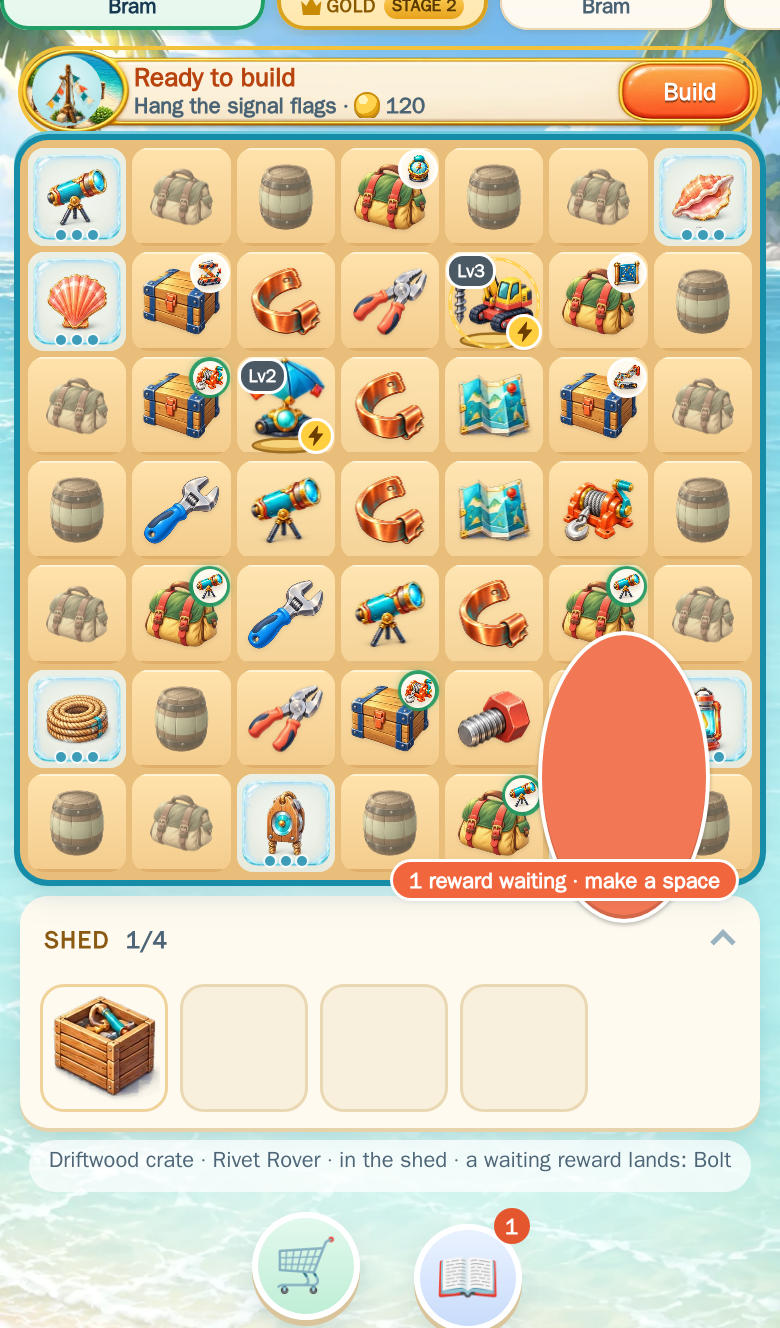 Bram
GOLD STAGE 2
Bram
Ready to build
Hang the signal flags · 120
Build
Lv3
Lv2
1 reward waiting · make a space
SHED 1/4
Driftwood crate · Rivet Rover · in the shed · a waiting reward lands: Bolt
1